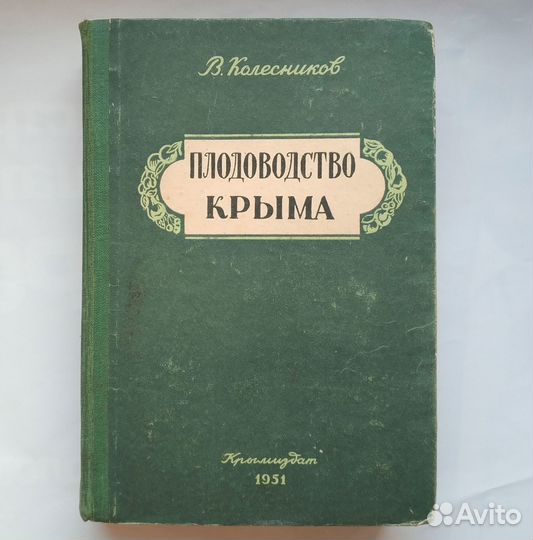 В. Колесников
ПЛОДОВОДСТВО
КРЫМА
Крымиздат
1951
Avito